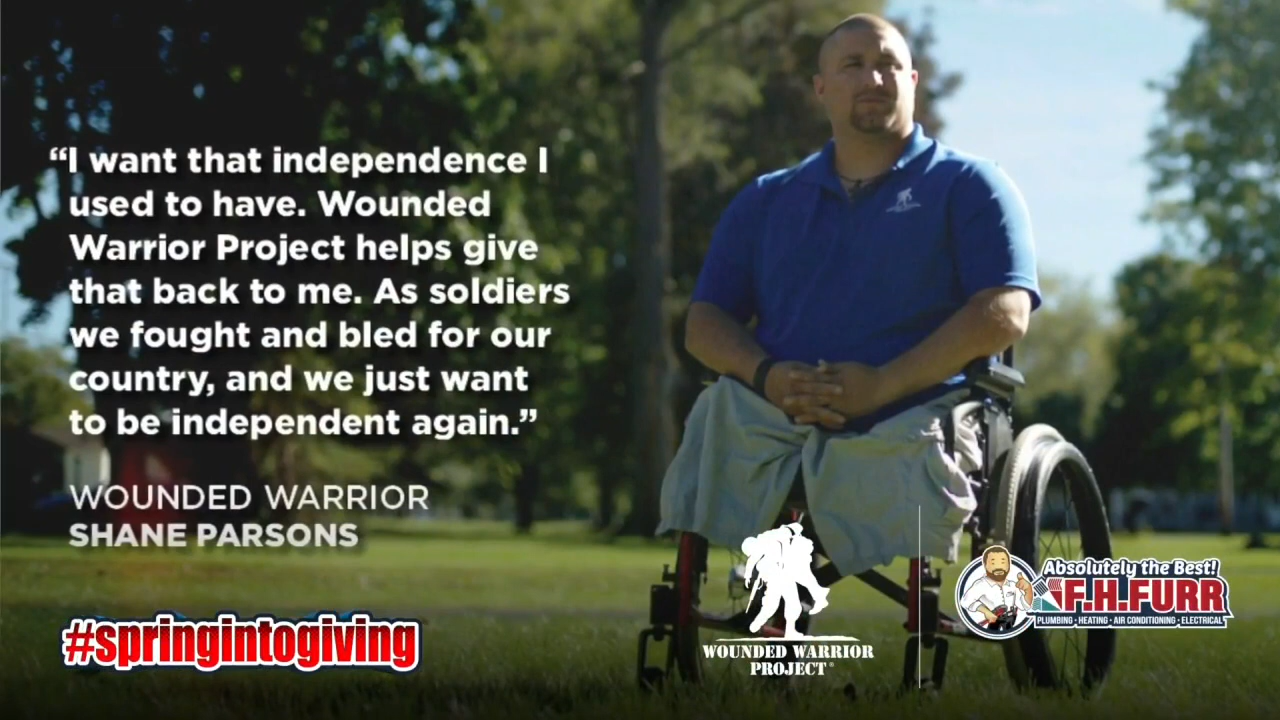 “I want that independence I
used to have. Wounded
Warrior Project helps give
that back to me. As soldiers
we fought and bled for our
country, and we just want
to be independent again.”
WOUNDED WARRIOR
SHANE PARSONS
#springintogiving
WOUNDED WARRIOR
PROJECT®
Absolutely the Best!
F.H.FURR
PLUMBING • HEATING • AIR CONDITIONING • ELECTRICAL